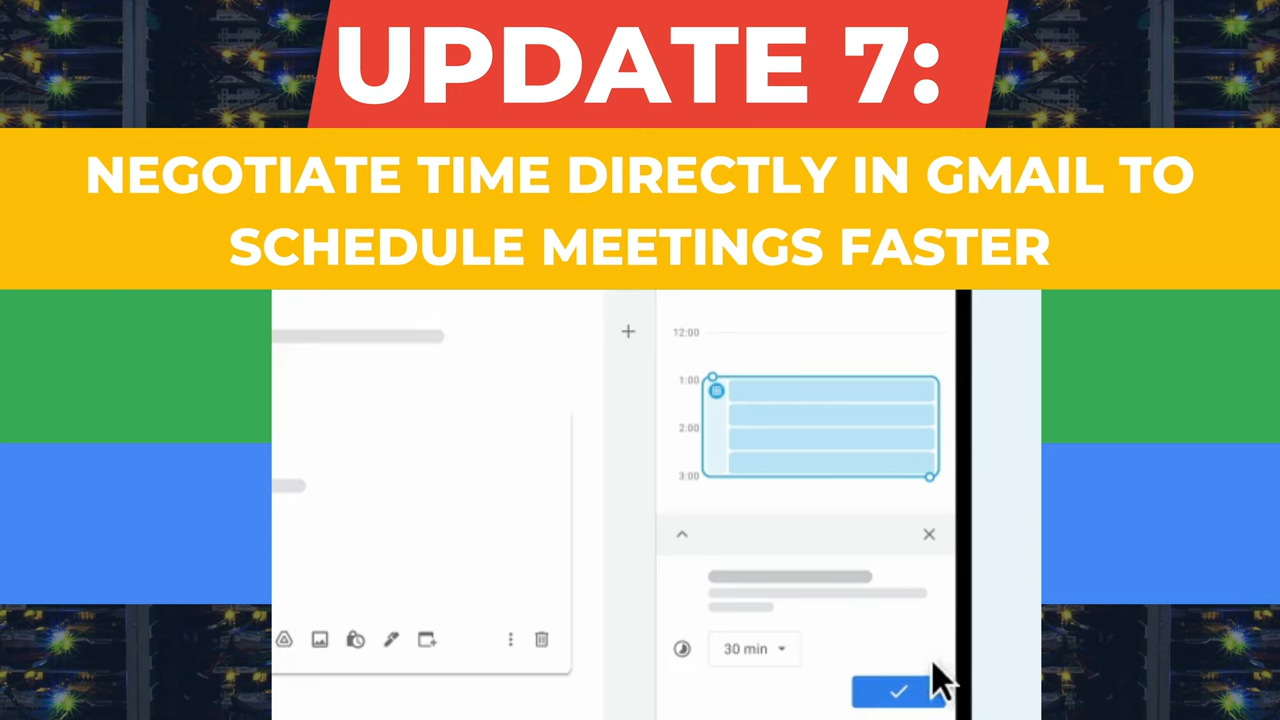 UPDATE 7:
NEGOTIATE TIME DIRECTLY IN GMAIL TO
SCHEDULE MEETINGS FASTER
12:00
1:00
2:00
3:00
30 min